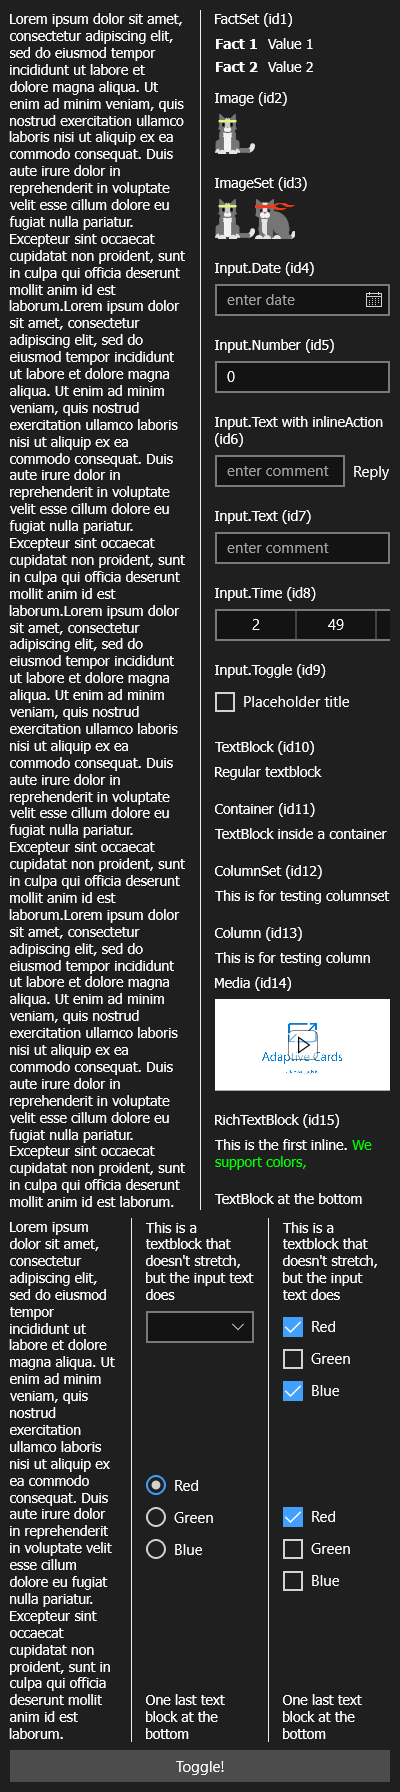 Lorem ipsum dolor sit amet,
consectetur adipiscing elit,
sed do eiusmod tempor
incididunt ut labore et
dolore magna aliqua. Ut
enim ad minim veniam, quis
nostrud exercitation ullamco
laboris nisi ut aliquip ex ea
commodo consequat. Duis
aute irure dolor in
reprehenderit in voluptate
velit esse cillum dolore eu
fugiat nulla pariatur.
Excepteur sint occaecat
cupidatat non proident, sunt
in culpa qui officia deserunt
mollit anim id est
laborum.Lorem ipsum dolor
sit amet, consectetur
adipiscing elit, sed do
eiusmod tempor incididunt
ut labore et dolore magna
aliqua. Ut enim ad minim
veniam, quis nostrud
exercitation ullamco laboris
nisi ut aliquip ex ea
commodo consequat. Duis
aute irure dolor in
reprehenderit in voluptate
velit esse cillum dolore eu
fugiat nulla pariatur.
Excepteur sint occaecat
cupidatat non proident, sunt
in culpa qui officia deserunt
mollit anim id est
laborum.Lorem ipsum dolor
sit amet, consectetur
adipiscing elit, sed do
eiusmod tempor incididunt
ut labore et dolore magna
aliqua. Ut enim ad minim
veniam, quis nostrud
exercitation ullamco laboris
nisi ut aliquip ex ea
commodo consequat. Duis
aute irure dolor in
reprehenderit in voluptate
velit esse cillum dolore eu
fugiat nulla pariatur.
Excepteur sint occaecat
cupidatat non proident, sunt
in culpa qui officia deserunt
mollit anim id est
laborum.Lorem ipsum dolor
sit amet, consectetur
adipiscing elit, sed do
eiusmod tempor incididunt
ut labore et dolore magna
aliqua. Ut enim ad minim
veniam, quis nostrud
exercitation ullamco laboris
nisi ut aliquip ex ea
commodo consequat. Duis
aute irure dolor in
reprehenderit in voluptate
velit esse cillum dolore eu
fugiat nulla pariatur.
Excepteur sint occaecat
cupidatat non proident, sunt
in culpa qui officia deserunt
mollit anim id est laborum.
FactSet (id1)
Fact 1 Value 1
Fact 2 Value 2
Image (id2)
ImageSet (id3)
Input.Date (id4)
enter date
Input.Number (id5)
0
Input.Text with inlineAction
(id6)
enter comment Reply
Input.Text (id7)
enter comment
Input.Time (id8)
2 49
Input.Toggle (id9)
Placeholder title
TextBlock (id10)
Regular textblock
Container (id11)
TextBlock inside a container
ColumnSet (id12)
This is for testing columnset
Column (id13)
This is for testing column
Media (id14)
Adaptive Cards
RichTextBlock (id15)
This is the first inline. We
support colors,
TextBlock at the bottom
Lorem ipsum
dolor sit amet,
consectetur
adipiscing elit,
sed do eiusmod
tempor
incididunt ut
labore et dolore
magna aliqua. Ut
enim ad minim
veniam, quis
nostrud
exercitation
ullamco laboris
nisi ut aliquip ex
ea commodo
consequat. Duis
aute irure dolor
in reprehenderit
in voluptate velit
esse cillum
dolore eu fugiat
nulla pariatur.
Excepteur sint
occaecat
cupidatat non
proident, sunt in
culpa qui officia
deserunt mollit
anim id est
laborum.
This is a
textblock that
doesn't stretch,
but the input text
does
Red
Green
Blue
One last text
block at the
bottom
This is a
textblock that
doesn't stretch,
but the input
text does
Red
Green
Blue
Red
Green
Blue
One last text
block at the
bottom
Toggle!